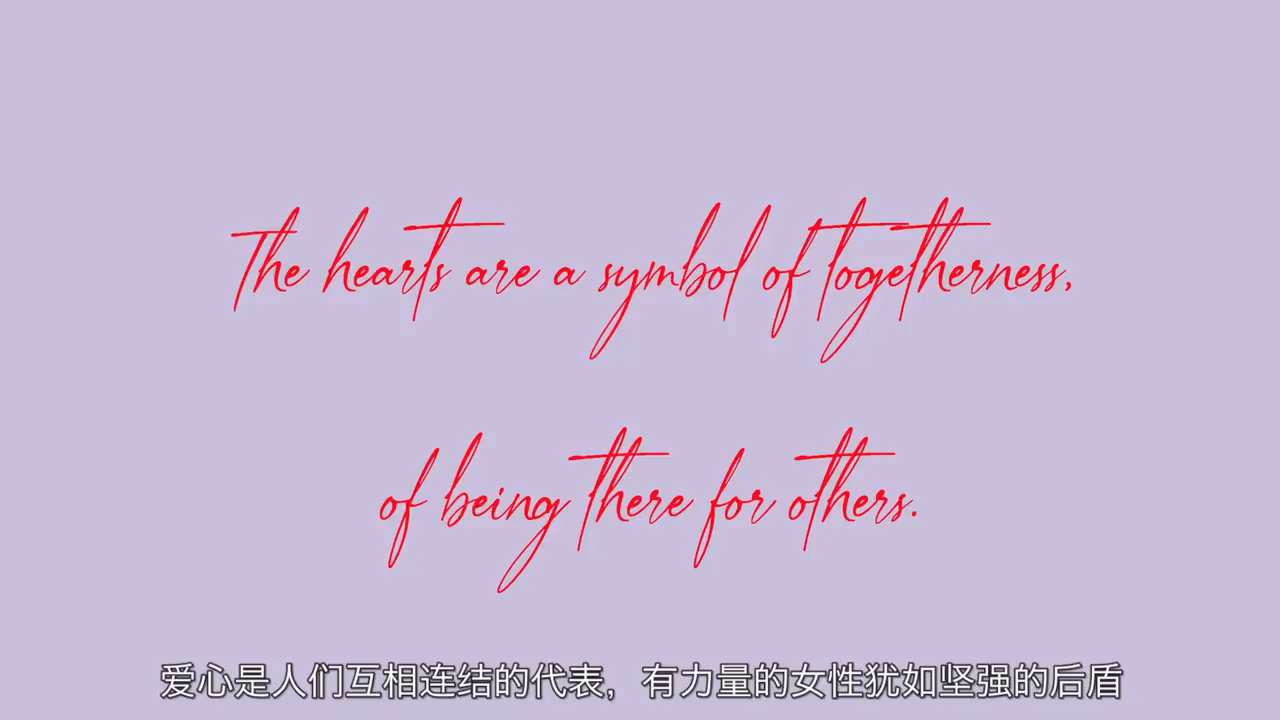 The hearts are a symbol of togetherness,
of being there for others.
爱心是人们互相连结的代表，有力量的女性犹如坚强的后盾